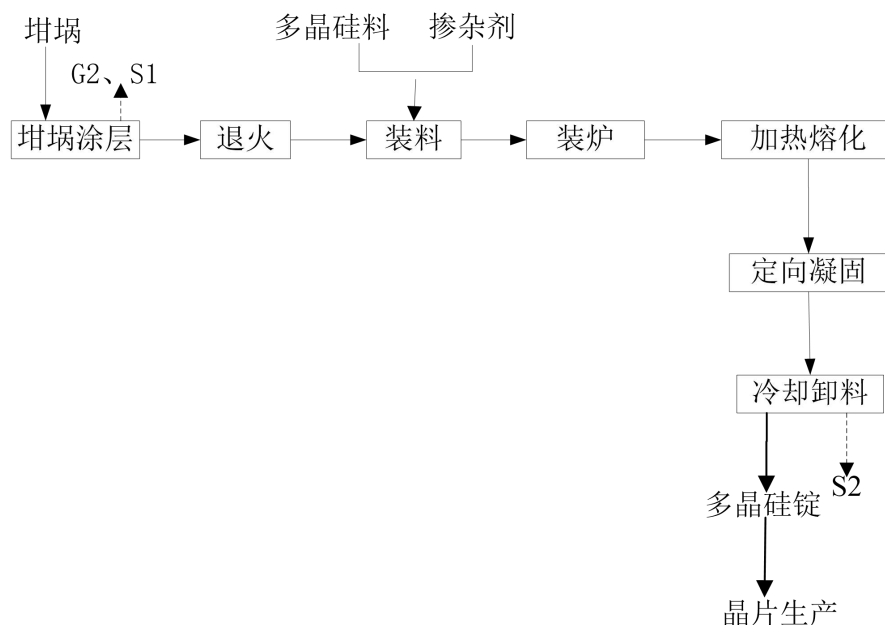 坩埚
多晶硅料
掺杂剂
G2、S1
坩埚涂层
退火
装料
装炉
加热熔化
定向凝固
冷却卸料
S2
多晶硅锭
晶片生产